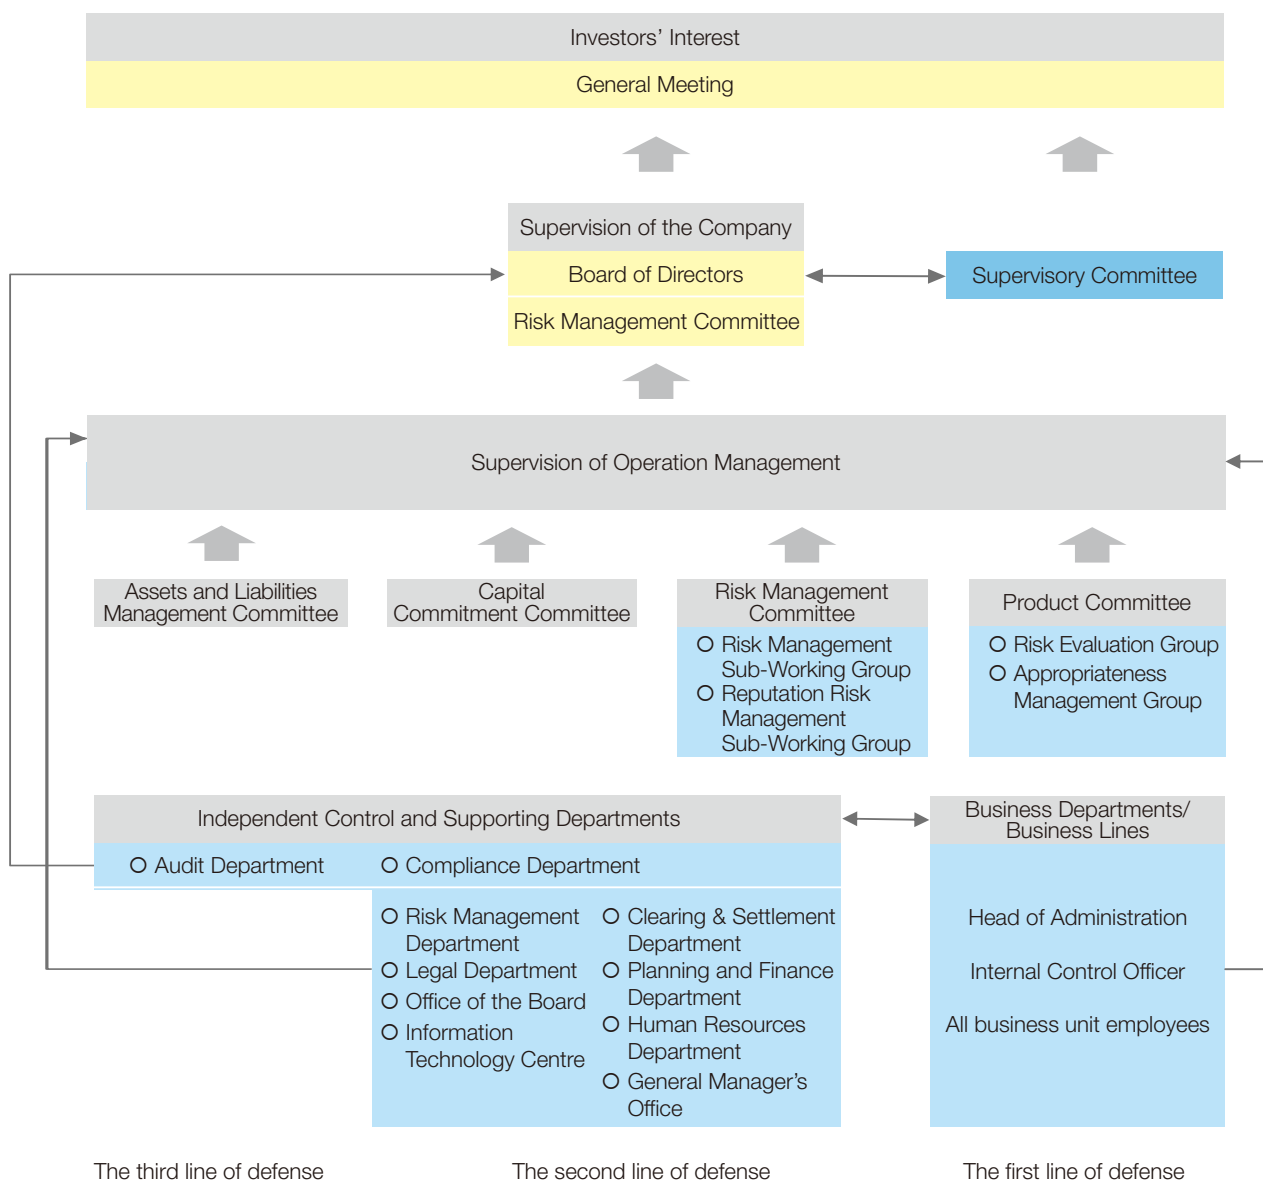 Investors’ Interest
General Meeting
Supervision of the Company
Board of Directors
Risk Management Committee
Supervisory Committee
Supervision of Operation Management
Assets and Liabilities
Management Committee
Capital
Commitment Committee
Risk Management
Committee
Risk Management
Sub-Working Group
Reputation Risk
Management
Sub-Working Group
Product Committee
Risk Evaluation Group
Appropriateness
Management Group
Independent Control and Supporting Departments
Audit Department
Compliance Department
Risk Management
Department
Legal Department
Office of the Board
Information
Technology Centre
Clearing & Settlement
Department
Planning and Finance
Department
Human Resources
Department
General Manager’s
Office
Business Departments/
Business Lines
Head of Administration
Internal Control Officer
All business unit employees
The third line of defense
The second line of defense
The first line of defense